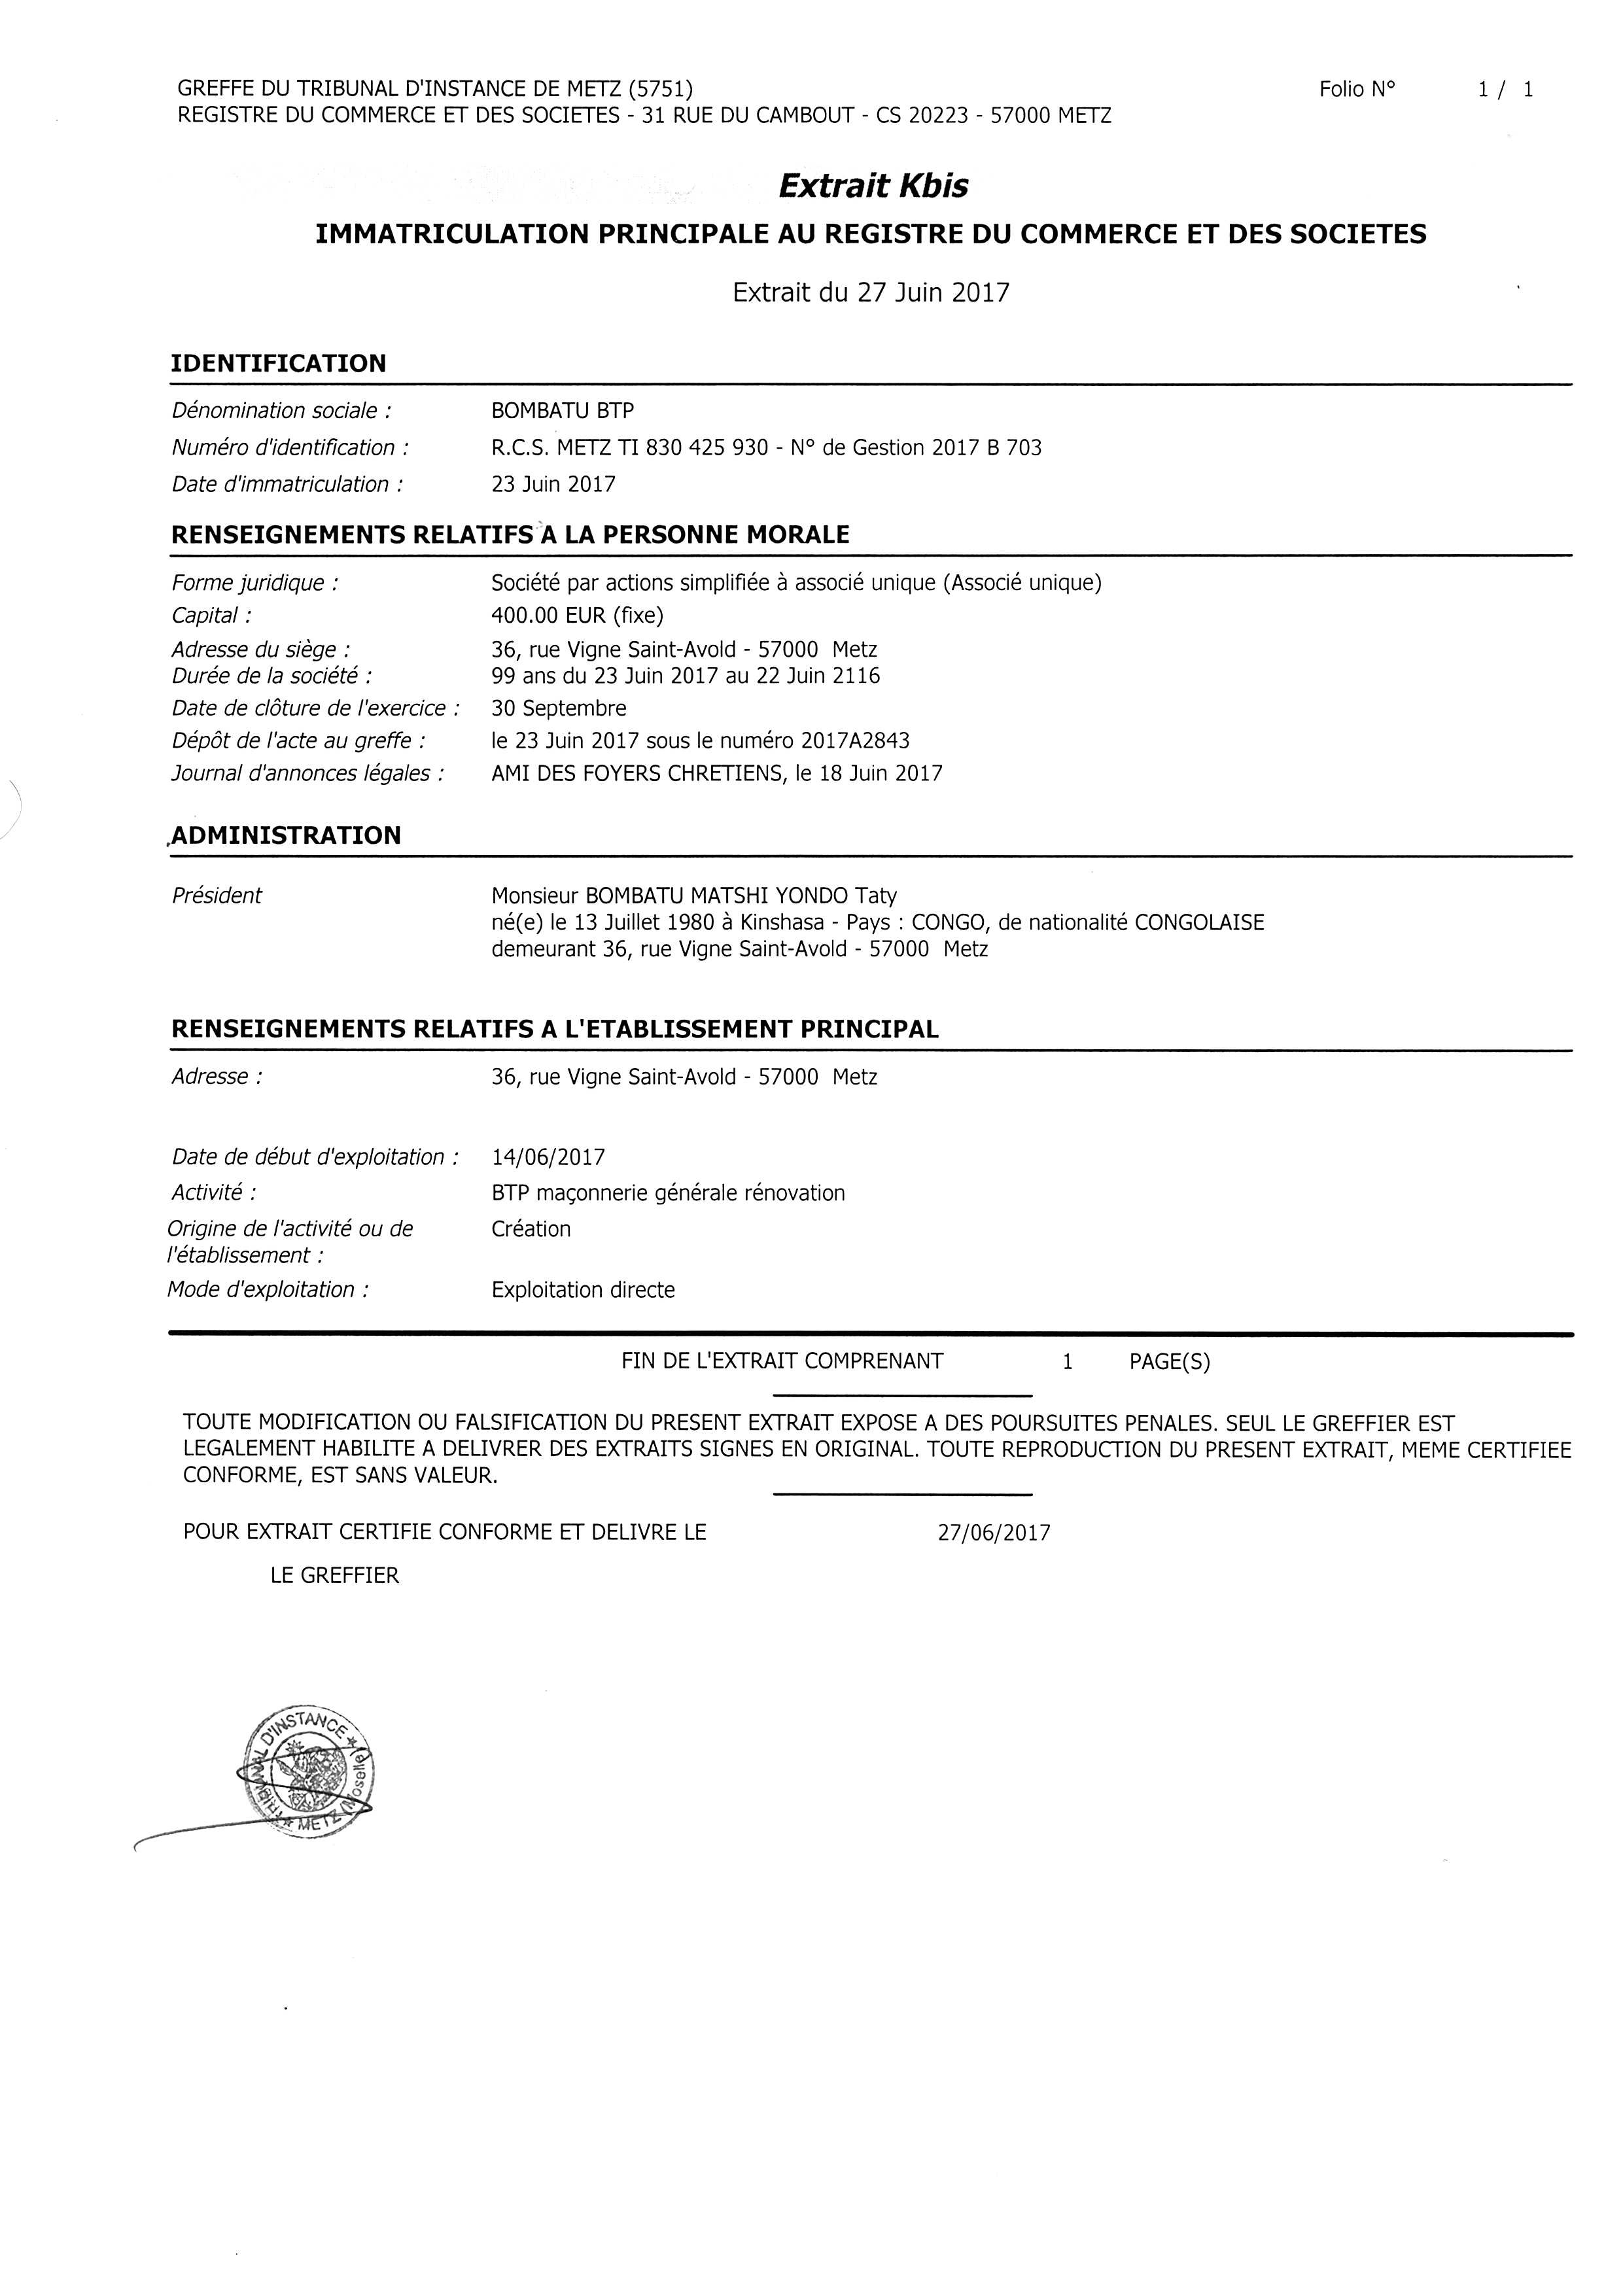 GREFFE DU TRIBUNAL D'INSTANCE DE METZ (5751) Folio N° 1 / 1
REGISTRE DU COMMERCE ET DES SOCIETES - 31 RUE DU CAMBOUT - CS 20223 - 57000 METZ
Extrait Kbis
IMMATRICULATION PRINCIPALE AU REGISTRE DU COMMERCE ET DES SOCIETES
Extrait du 27 Juin 2017
IDENTIFICATION
Dénomination sociale : BOMBATU BTP
Numéro d'identification : R.C.S. METZ TI 830 425 930 - N° de Gestion 2017 B 703
Date d'immatriculation : 23 Juin 2017
RENSEIGNEMENTS RELATIFS A LA PERSONNE MORALE
Forme juridique : Société par actions simplifiée à associé unique (Associé unique)
Capital : 400.00 EUR (fixe)
Adresse du siège : 36, rue Vigne Saint-Avold - 57000 Metz
Durée de la société : 99 ans du 23 Juin 2017 au 22 Juin 2116
Date de clôture de l'exercice : 30 Septembre
Dépôt de l'acte au greffe : le 23 Juin 2017 sous le numéro 2017A2843
Journal d'annonces légales : AMI DES FOYERS CHRETIENS, le 18 Juin 2017
ADMINISTRATION
Président Monsieur BOMBATU MATSHI YONDO Taty
né(e) le 13 Juillet 1980 à Kinshasa - Pays : CONGO, de nationalité CONGOLAISE
demeurant 36, rue Vigne Saint-Avold - 57000 Metz
RENSEIGNEMENTS RELATIFS A L'ETABLISSEMENT PRINCIPAL
Adresse : 36, rue Vigne Saint-Avold - 57000 Metz
Date de début d'exploitation : 14/06/2017
Activité : BTP maçonnerie générale rénovation
Origine de l'activité ou de Création
l'établissement :
Mode d'exploitation : Exploitation directe
FIN DE L'EXTRAIT COMPRENANT 1 PAGE(S)
TOUTE MODIFICATION OU FALSIFICATION DU PRESENT EXTRAIT EXPOSE A DES POURSUITES PENALES. SEUL LE GREFFIER EST
LEGALEMENT HABILITE A DELIVRER DES EXTRAITS SIGNES EN ORIGINAL. TOUTE REPRODUCTION DU PRESENT EXTRAIT, MEME CERTIFIEE
CONFORME, EST SANS VALEUR.
POUR EXTRAIT CERTIFIE CONFORME ET DELIVRE LE 27/06/2017
LE GREFFIER
TRIBUNAL D'INSTANCE * METZ (Moselle) *